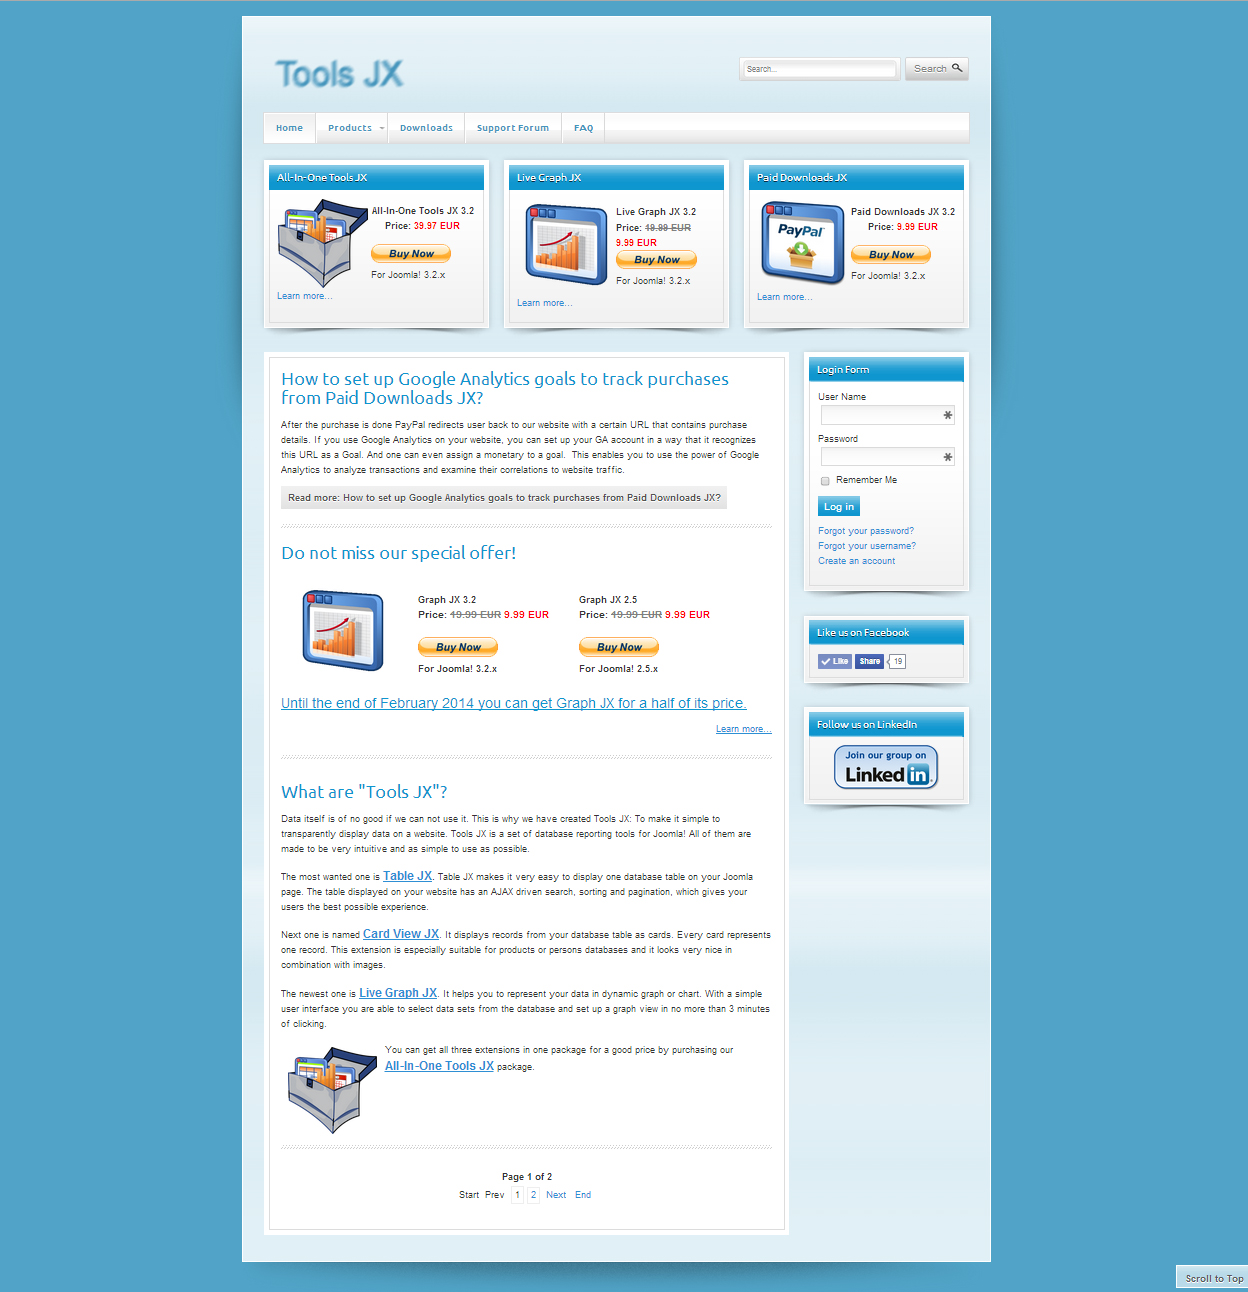 Tools JX
Search...
Search
Home
Products
Downloads
Support Forum
FAQ
All-In-One Tools JX
All-In-One Tools JX 3.2
Price: 39.97 EUR
Buy Now
For Joomla! 3.2.x
Learn more...
Live Graph JX
Live Graph JX 3.2
Price: 19.99 EUR
9.99 EUR
Buy Now
For Joomla! 3.2.x
Learn more...
Paid Downloads JX
PayPal
Paid Downloads JX 3.2
Price: 9.99 EUR
Buy Now
For Joomla! 3.2.x
Learn more...
How to set up Google Analytics goals to track purchases
from Paid Downloads JX?
After the purchase is done PayPal redirects user back to our website with a certain URL that contains purchase
details. If you use Google Analytics on your website, you can set up your GA account in a way that it recognizes
this URL as a Goal. And one can even assign a monetary to a goal.  This enables you to use the power of Google
Analytics to analyze transactions and examine their correlations to website traffic.
Read more: How to set up Google Analytics goals to track purchases from Paid Downloads JX?
Do not miss our special offer!
Graph JX 3.2
Price: 19.99 EUR 9.99 EUR
Buy Now
For Joomla! 3.2.x
Graph JX 2.5
Price: 19.99 EUR 9.99 EUR
Buy Now
For Joomla! 2.5.x
Until the end of February 2014 you can get Graph JX for a half of its price.
Learn more...
What are "Tools JX"?
Data itself is of no good if we can not use it. This is why we have created Tools JX: To make it simple to
transparently display data on a website. Tools JX is a set of database reporting tools for Joomla! All of them are
made to be very intuitive and as simple to use as possible.
The most wanted one is Table JX. Table JX makes it very easy to display one database table on your Joomla
page. The table displayed on your website has an AJAX driven search, sorting and pagination, which gives your
users the best possible experience.
Next one is named Card View JX. It displays records from your database table as cards. Every card represents
one record. This extension is especially suitable for products or persons databases and it looks very nice in
combination with images.
The newest one is Live Graph JX. It helps you to represent your data in dynamic graph or chart. With a simple
user interface you are able to select data sets from the database and set up a graph view in no more than 3 minutes
of clicking.
You can get all three extensions in one package for a good price by purchasing our
All-In-One Tools JX package.
Page 1 of 2
Start Prev 1 2 Next End
Login Form
User Name
Password
Remember Me
Log in
Forgot your password?
Forgot your username?
Create an account
Like us on Facebook
Like Share 19
Follow us on LinkedIn
Join our group on
Linked in
Scroll to Top